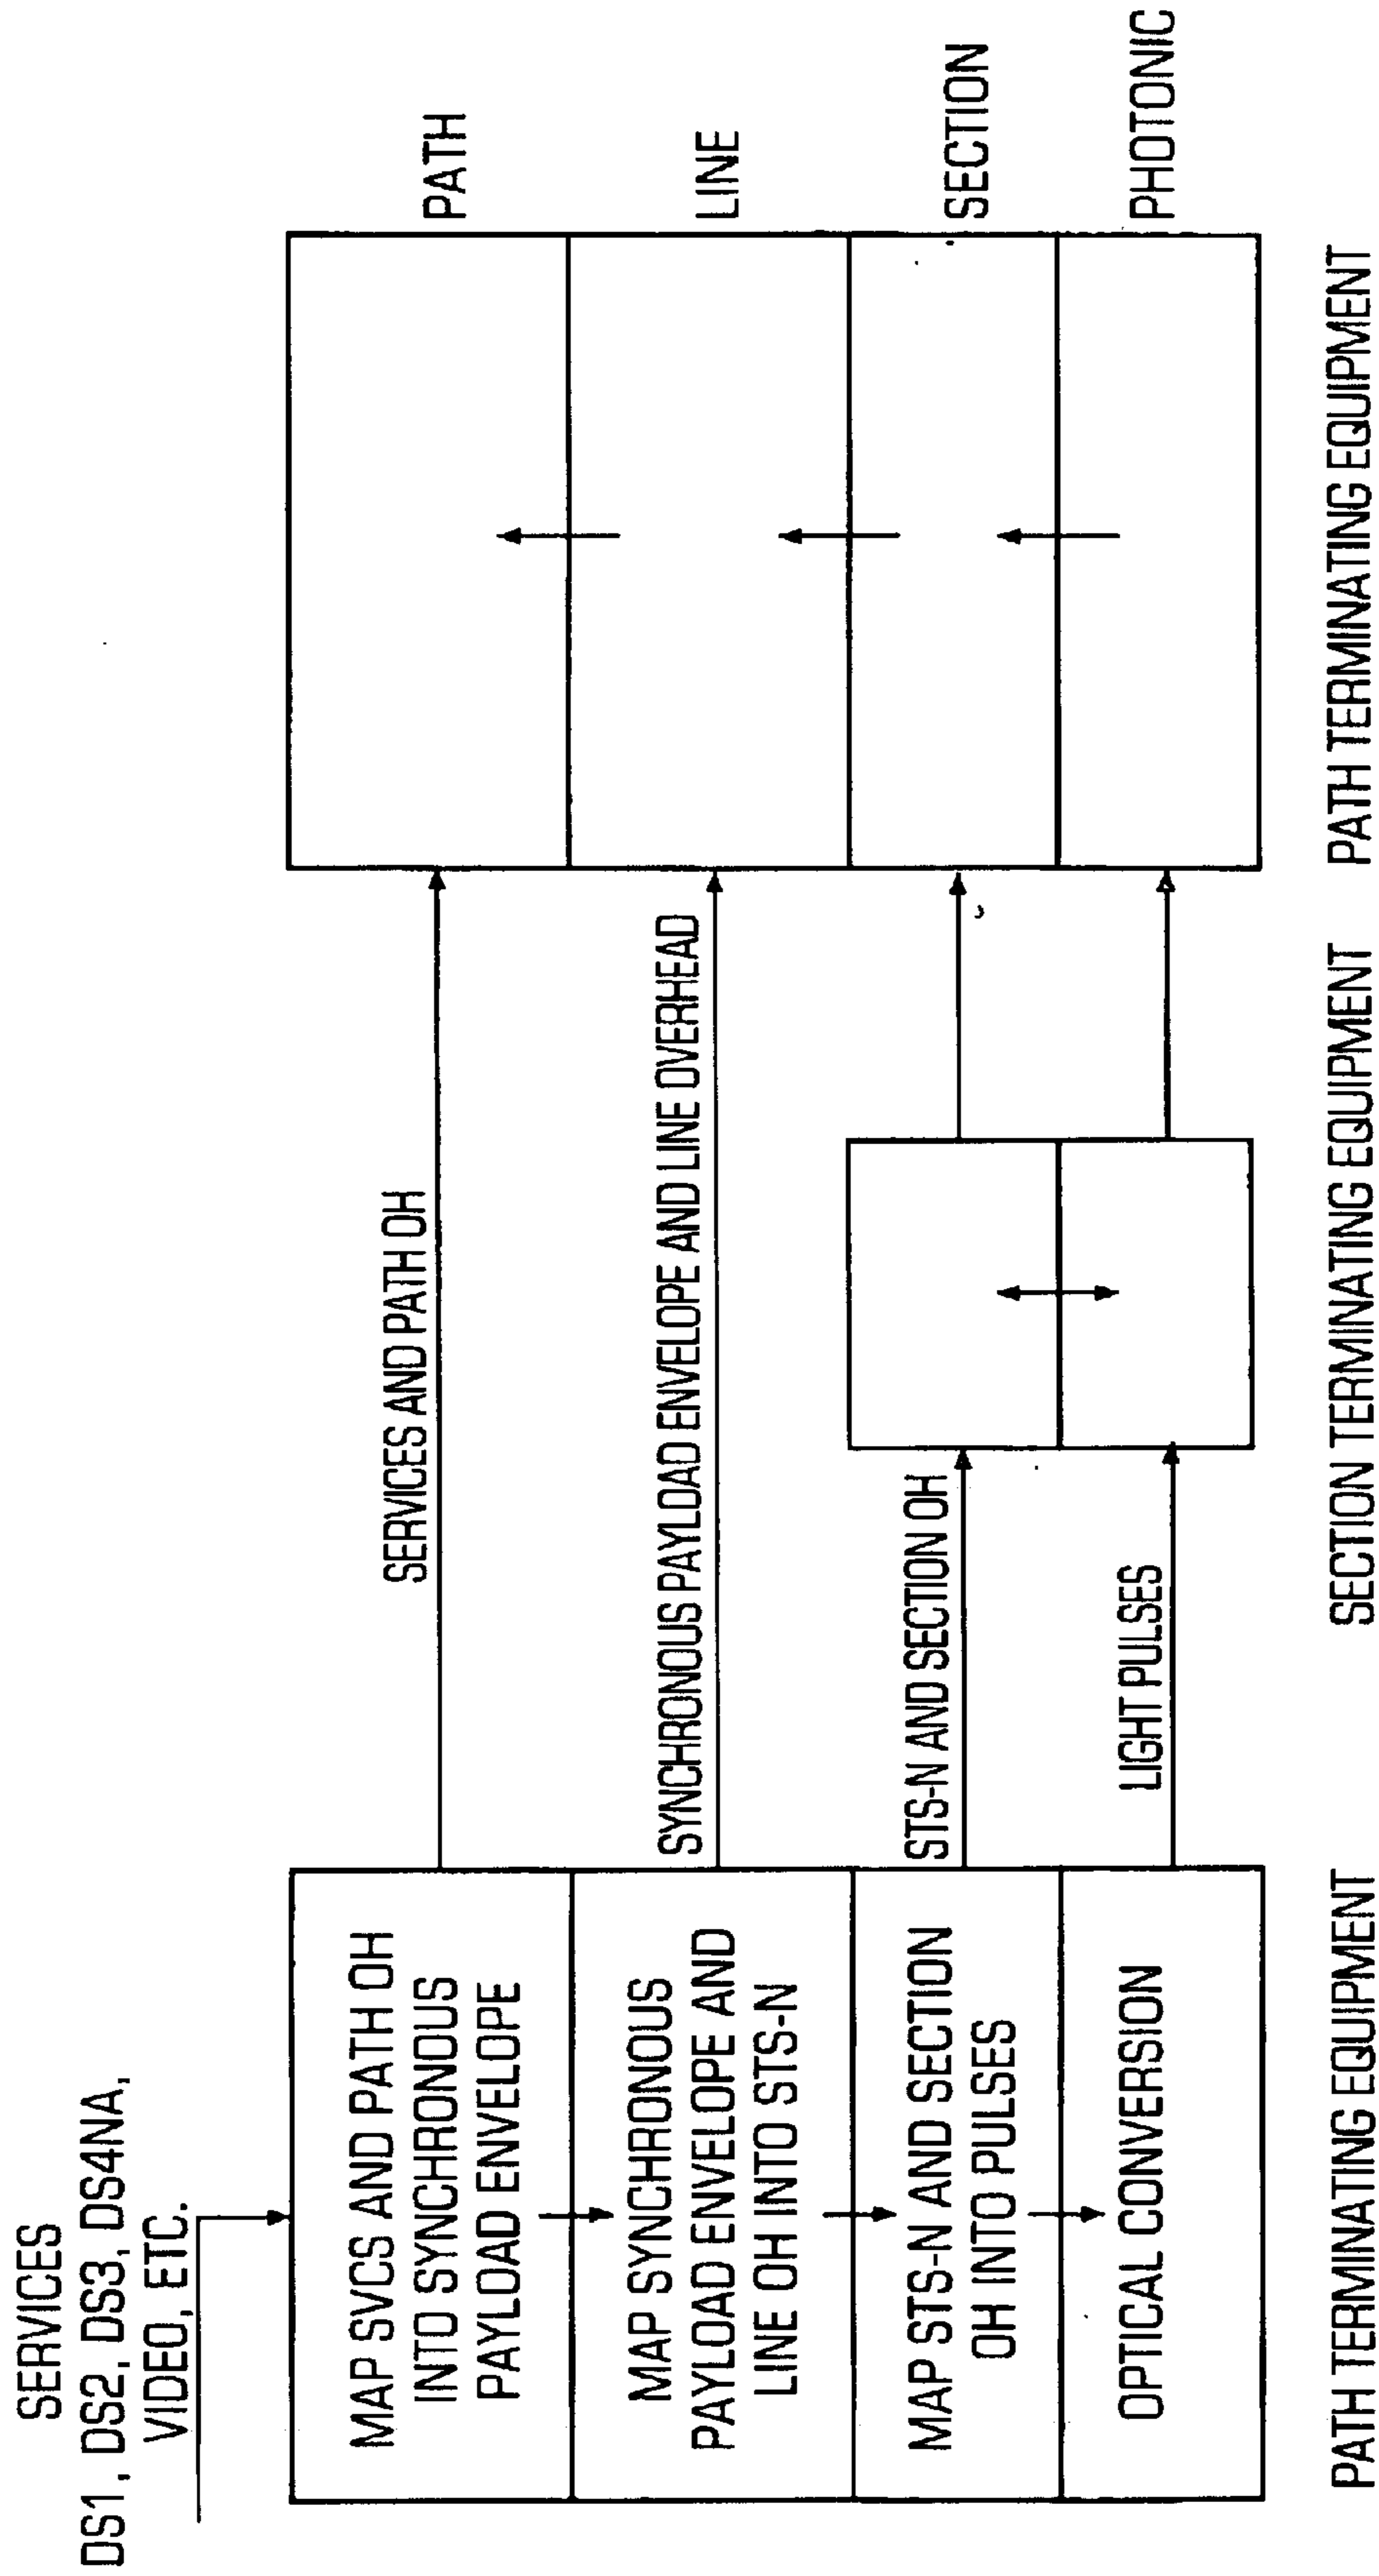 SERVICES
DS1, DS2, DS3, DS4NA,
VIDEO, ETC.
MAP SVCS AND PATH OH
INTO SYNCHRONOUS
PAYLOAD ENVELOPE
MAP SYNCHRONOUS
PAYLOAD ENVELOPE AND
LINE OH INTO STS-N
MAP STS-N AND SECTION
OH INTO PULSES
OPTICAL CONVERSION
SERVICES AND PATH OH
SYNCHRONOUS PAYLOAD ENVELOPE AND LINE OVERHEAD
STS-N AND SECTION OH
LIGHT PULSES
PATH
LINE
SECTION
PHOTONIC
PATH TERMINATING EQUIPMENT
SECTION TERMINATING EQUIPMENT
PATH TERMINATING EQUIPMENT